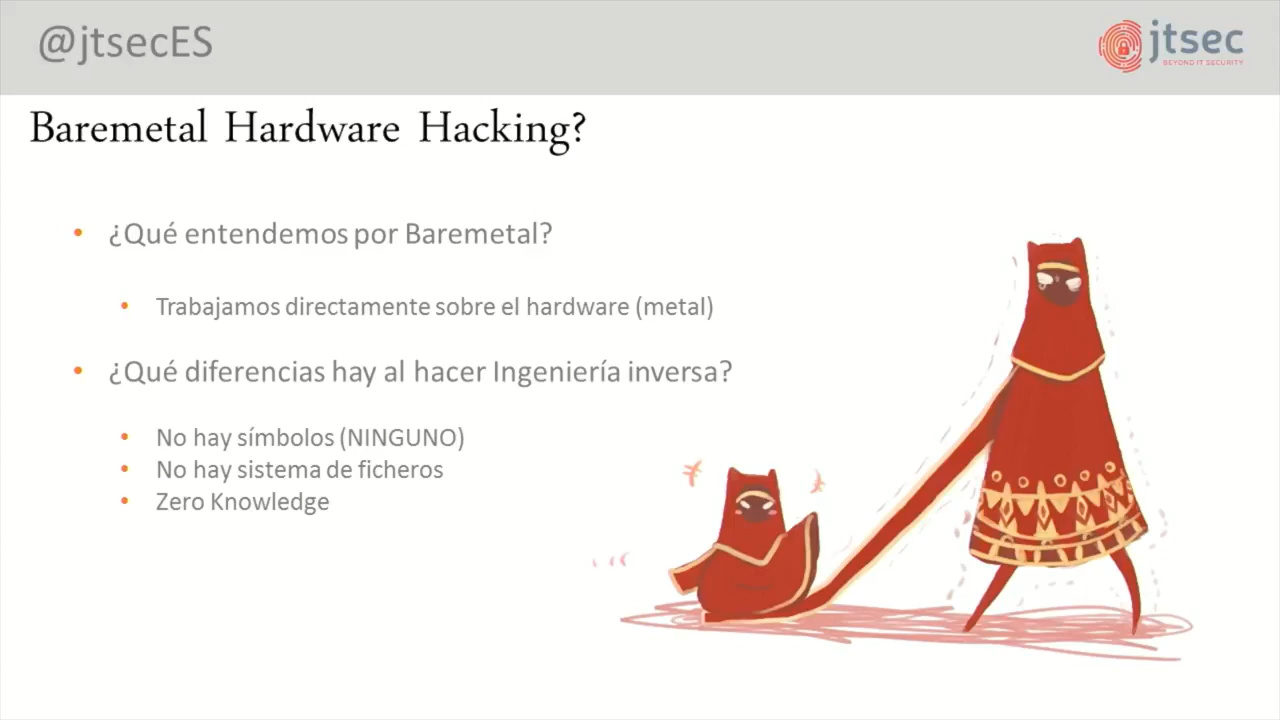 @jtsecES
jtsec
BEYOND IT SECURITY
Baremetal Hardware Hacking?
• ¿Qué entendemos por Baremetal?
• Trabajamos directamente sobre el hardware (metal)
• ¿Qué diferencias hay al hacer Ingeniería inversa?
• No hay símbolos (NINGUNO)
• No hay sistema de ficheros
• Zero Knowledge